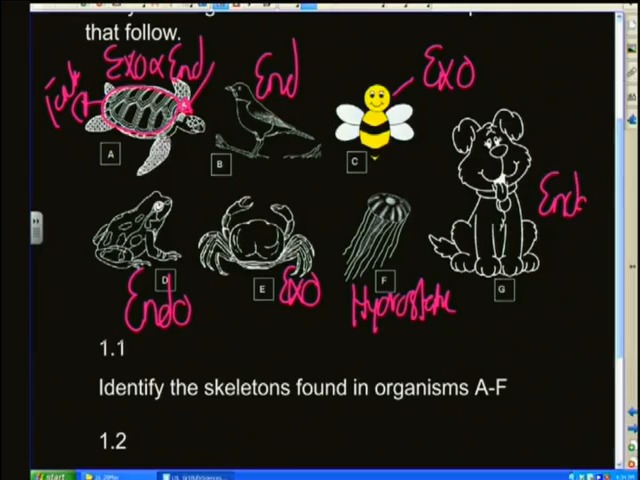 that follow.
Exo & End
End
Exo
A
B
C
End
D
E
F
G
Endo
Exo
1.1
Identify the skeletons found in organisms A-F
1.2
start